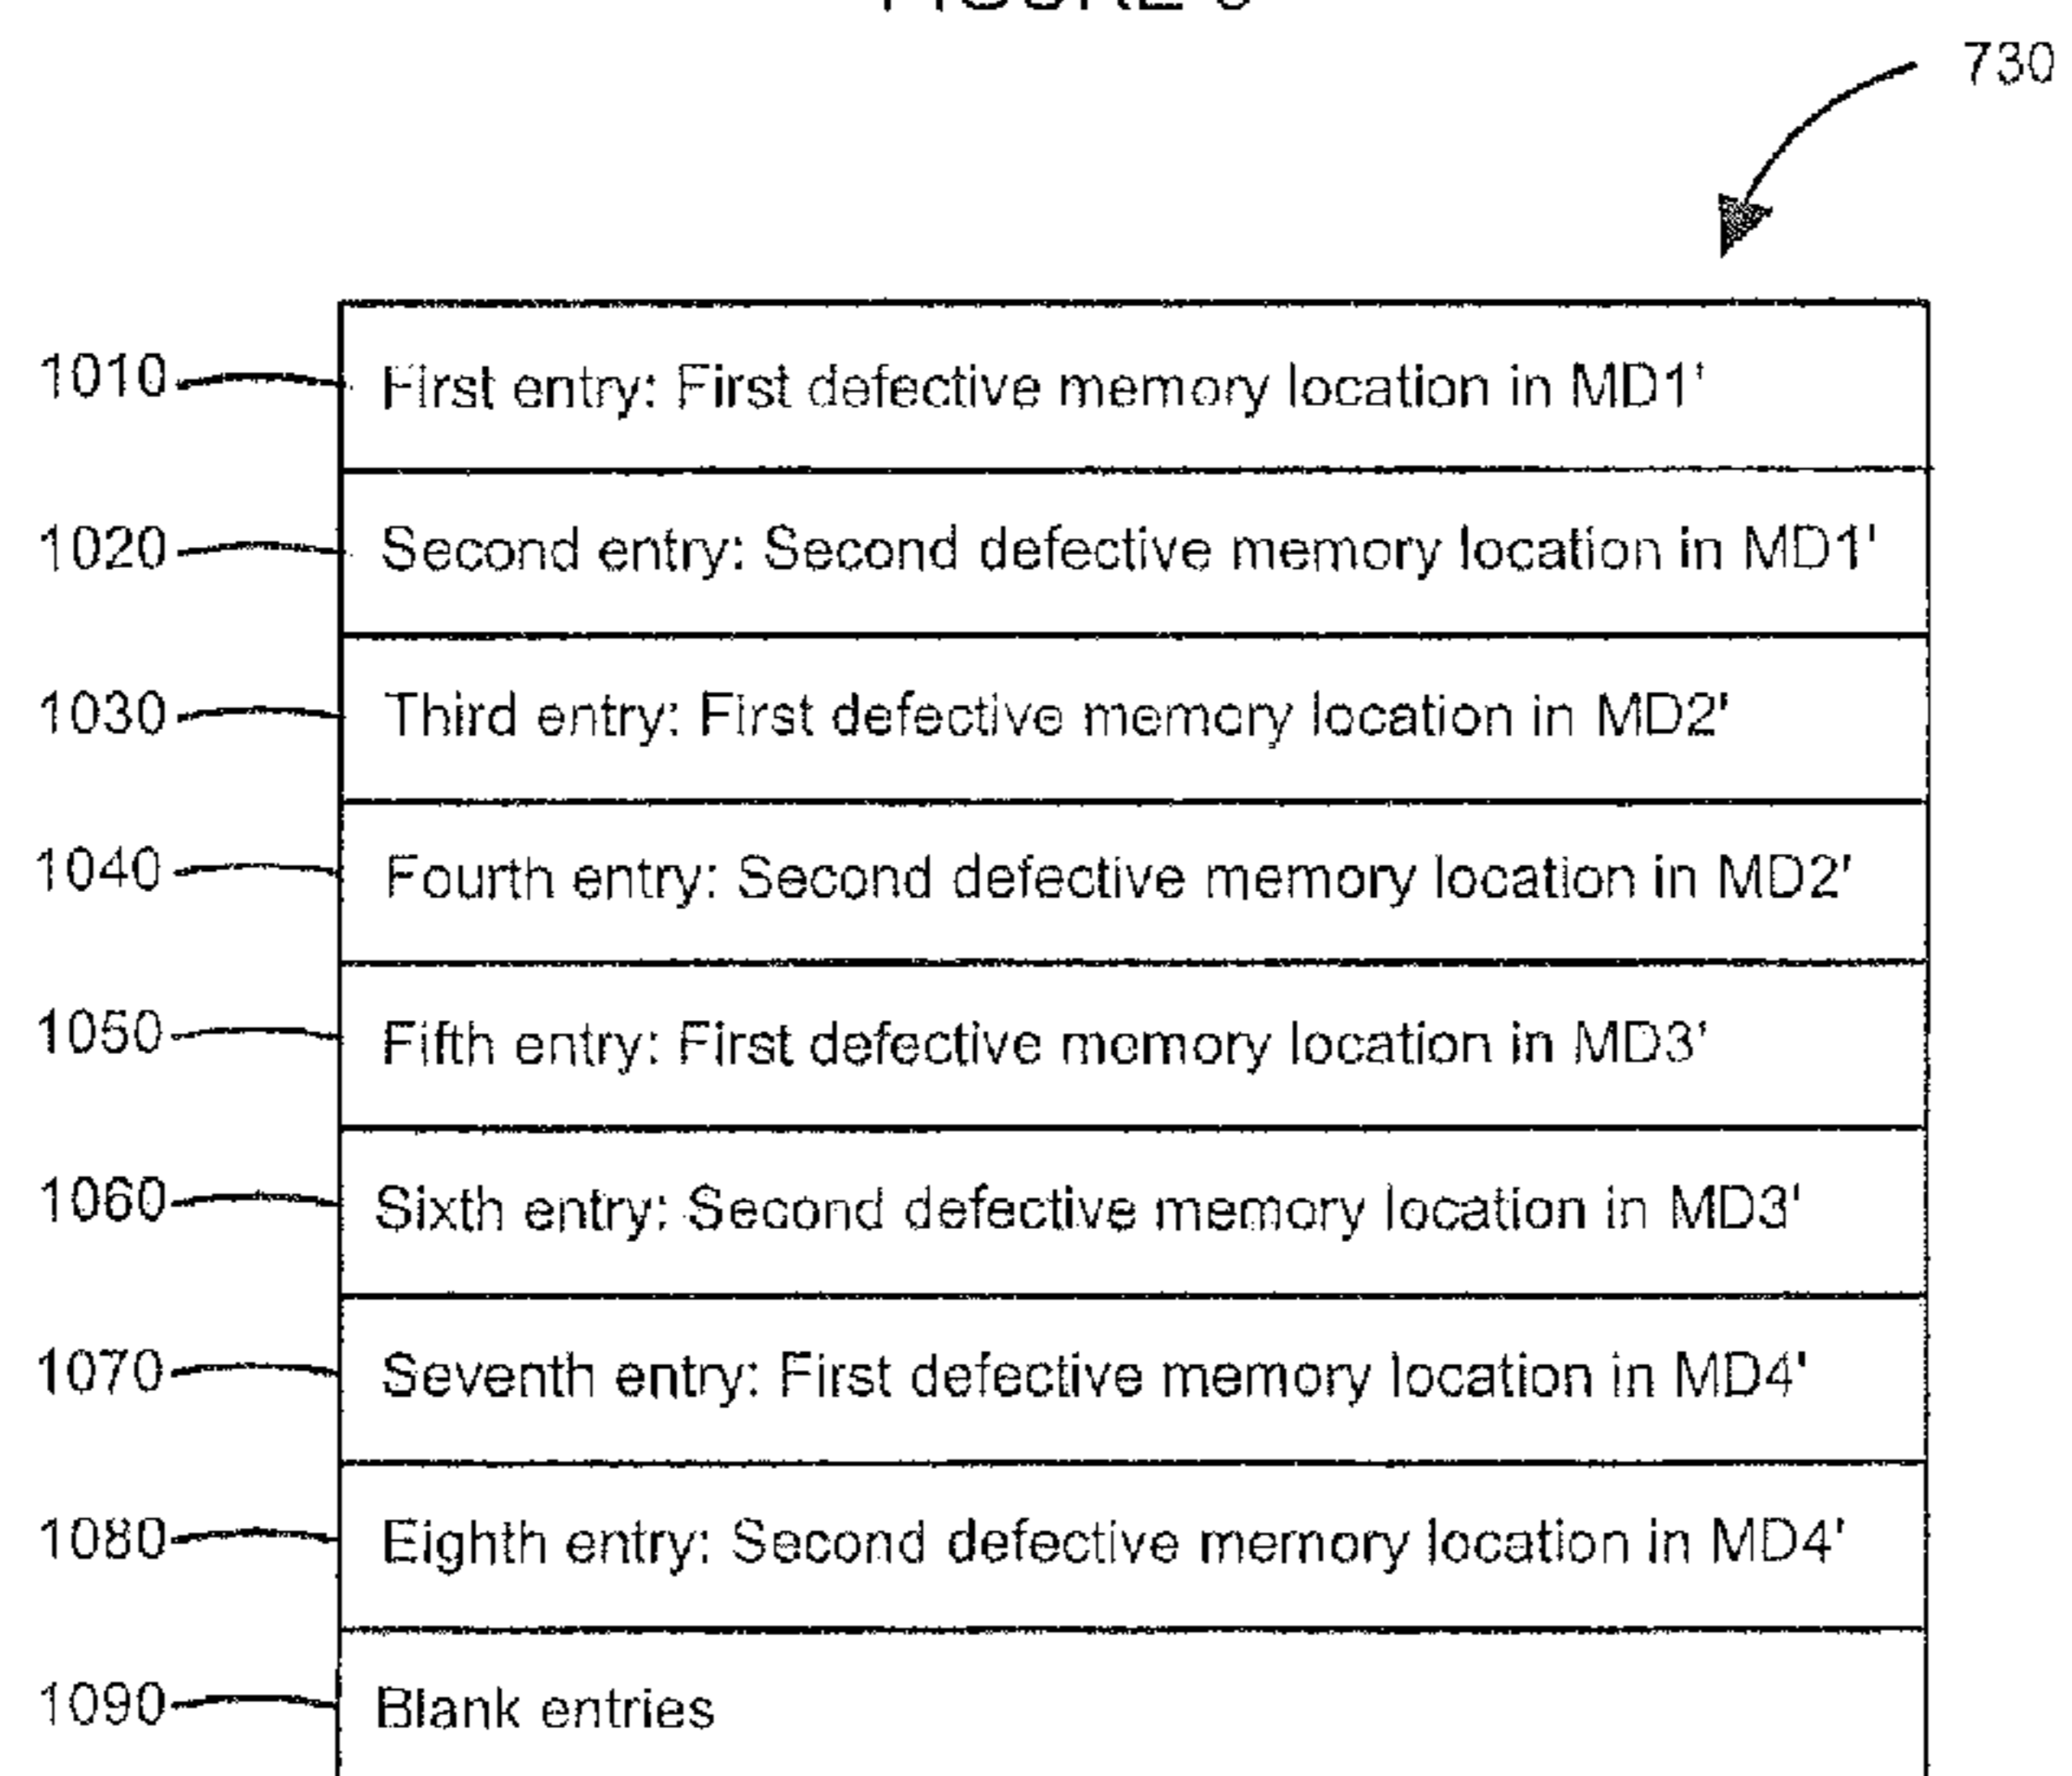 730
1010 First entry: First defective memory location in MD1'
1020 Second entry: Second defective memory location in MD1'
1030 Third entry: First defective memory location in MD2'
1040 Fourth entry: Second defective memory location in MD2'
1050 Fifth entry: First defective memory location in MD3'
1060 Sixth entry: Second defective memory location in MD3'
1070 Seventh entry: First defective memory location in MD4'
1080 Eighth entry: Second defective memory location in MD4'
1090 Blank entries